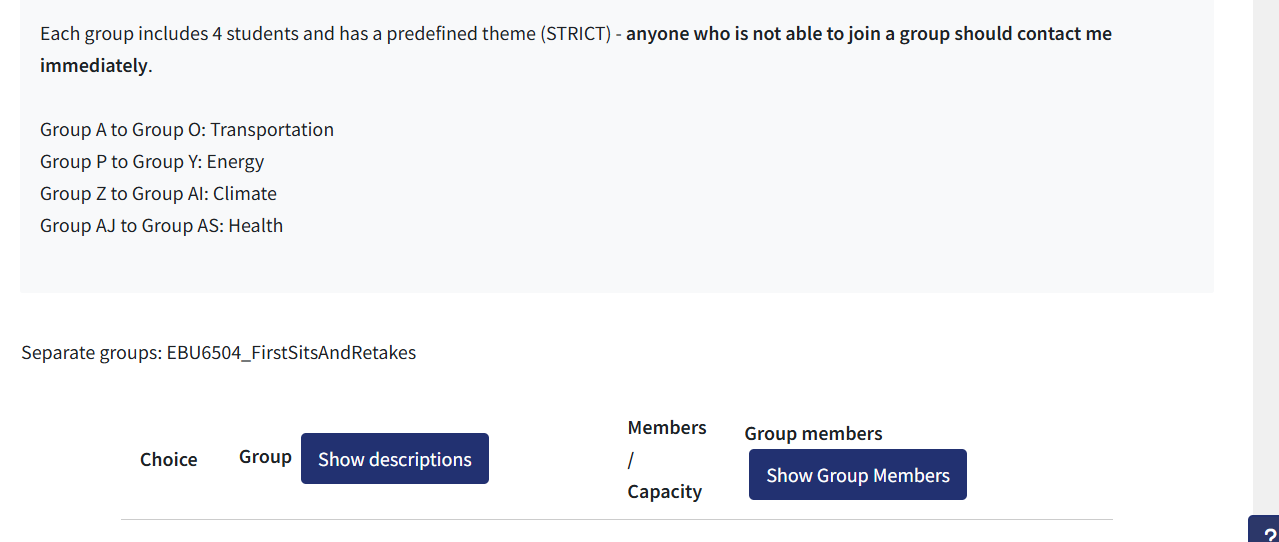 Each group includes 4 students and has a predefined theme (STRICT) - anyone who is not able to join a group should contact me
immediately.
Group A to Group O: Transportation
Group P to Group Y: Energy
Group Z to Group AI: Climate
Group AJ to Group AS: Health
Separate groups: EBU6504_FirstSitsAndRetakes
Choice
Group
Show descriptions
Members
/
Capacity
Group members
Show Group Members
?